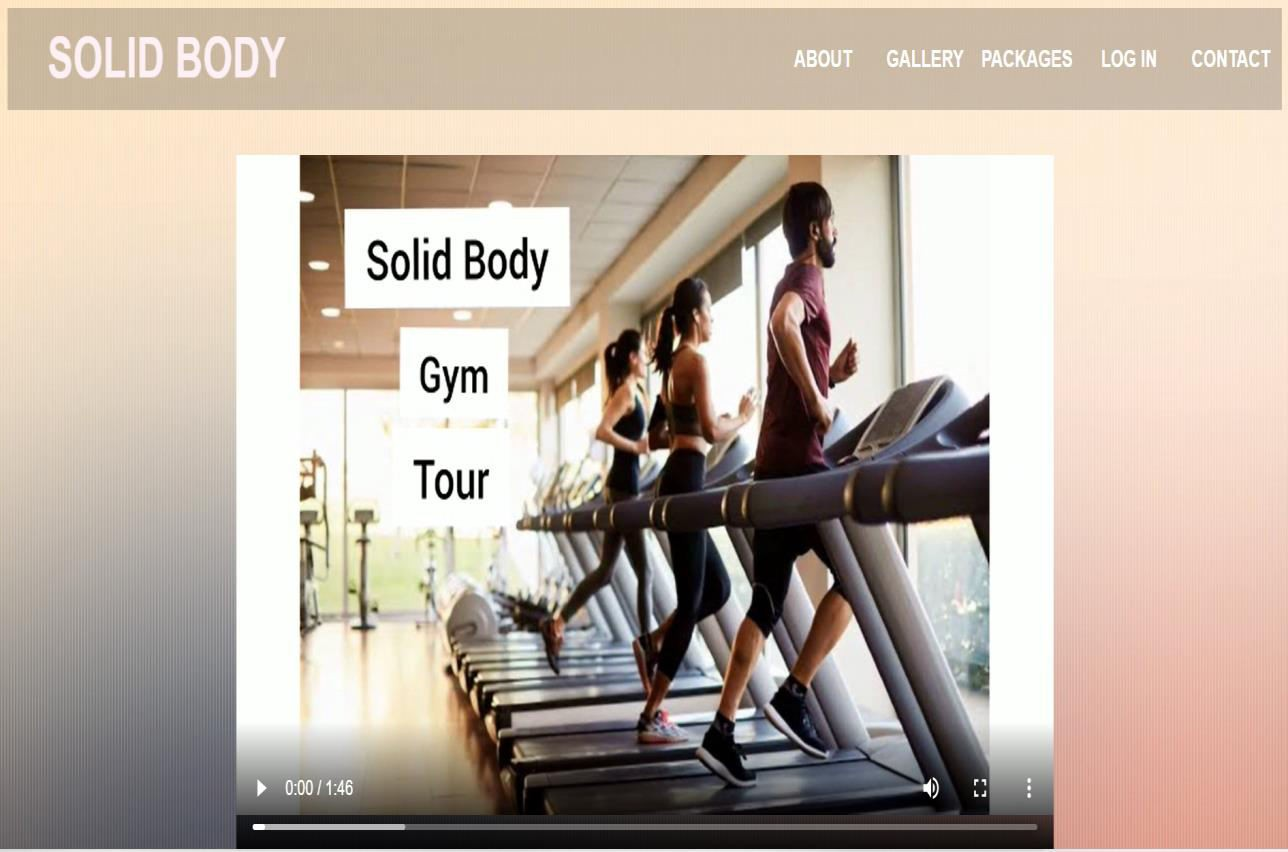 SOLID BODY
ABOUT GALLERY PACKAGES LOG IN CONTACT
Solid Body
Gym
Tour
0:00 / 1:46